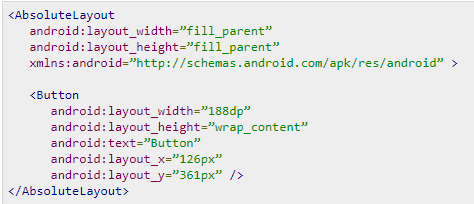 <AbsoluteLayout
android:layout_width=”fill_parent”
android:layout_height=”fill_parent”
xmlns:android=”http://schemas.android.com/apk/res/android” >
<Button
android:layout_width=”188dp”
android:layout_height=”wrap_content”
android:text=”Button”
android:layout_x=”126px”
android:layout_y=”361px” />
</AbsoluteLayout>